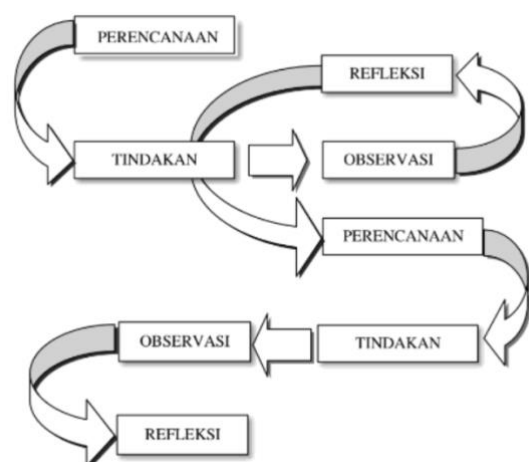 PERENCANAAN
REFLEKSI
TINDAKAN
OBSERVASI
PERENCANAAN
OBSERVASI
TINDAKAN
REFLEKSI